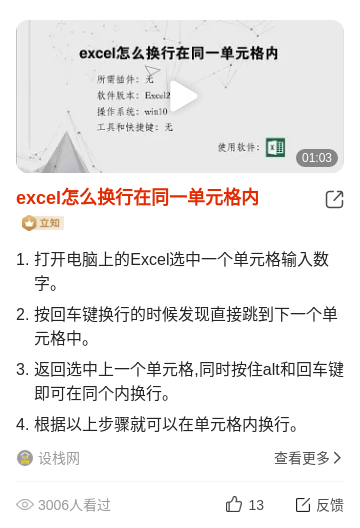 excel怎么换行在同一单元格内
所需插件：无
软件版本：Excel2
操作系统：win10
工具和快捷键：无
使用软件：
01:03
excel怎么换行在同一单元格内
立知
1. 打开电脑上的Excel选中一个单元格输入数
字。
2. 按回车键换行的时候发现直接跳到下一个单
元格中。
3. 返回选中上一个单元格,同时按住alt和回车键
即可在同个内换行。
4. 根据以上步骤就可以在单元格内换行。
设栈网
查看更多
3006人看过
13
反馈